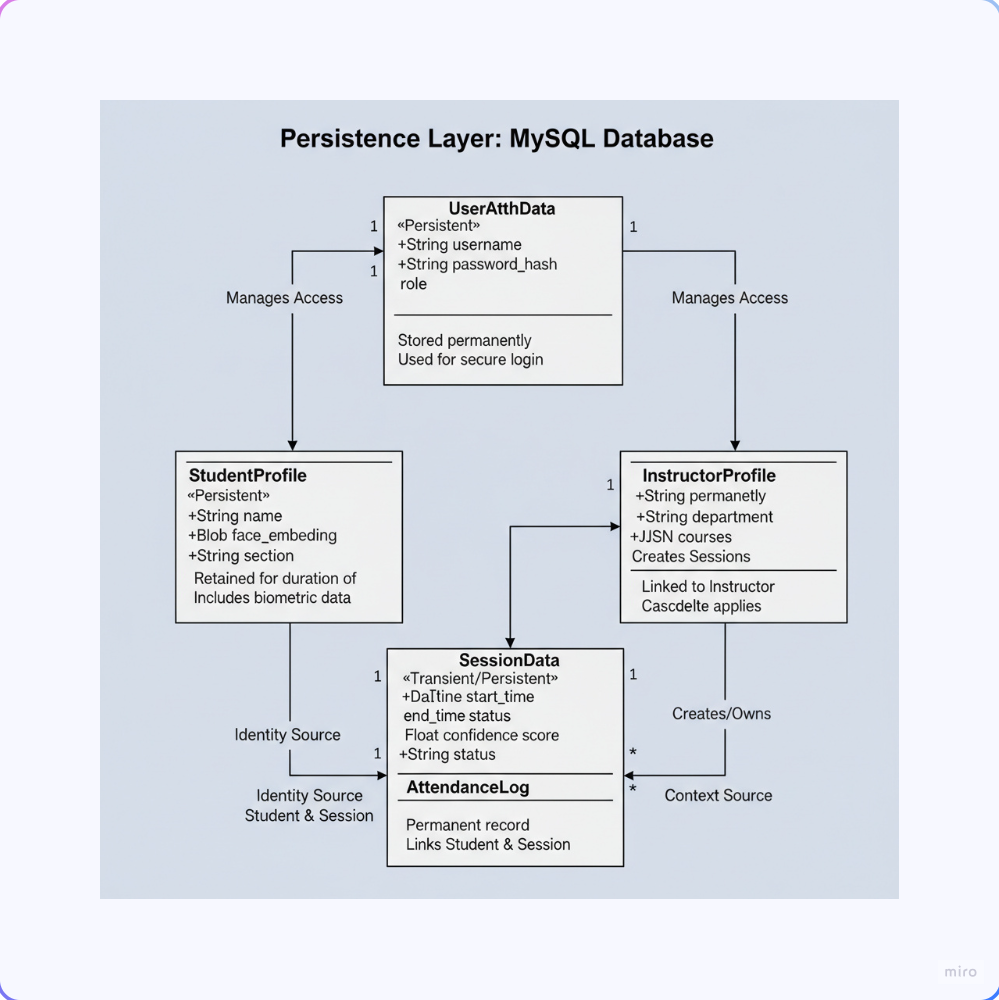 Persistence Layer: MySQL Database
UserAtthData
«Persistent»
+String username
+String password_hash
role
Stored permanently
Used for secure login
1
1
1
Manages Access
Manages Access
StudentProfile
«Persistent»
+String name
+Blob face_embeding
+String section
Retained for duration of
Includes biometric data
1
InstructorProfile
+String permanetly
+String department
+JJSN courses
Creates Sessions
Linked to Instructor
Cascdelte applies
1
1
SessionData
«Transient/Persistent»
+DaITtine start_time
end_time status
Float confidence score
+String status
AttendanceLog
Permanent record
Links Student & Session
Identity Source
1
Identity Source
Student & Session
Creates/Owns
*
*
Context Source
miro